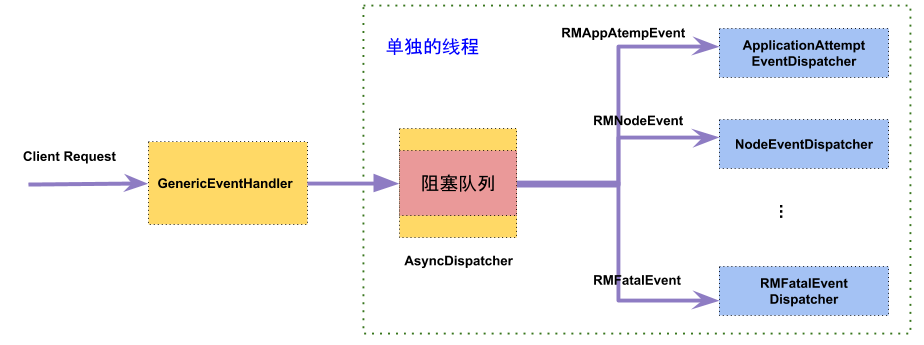 单独的线程
RMAppAtempEvent
ApplicationAttempt
EventDispatcher
Client Request
GenericEventHandler
阻塞队列
AsyncDispatcher
RMNodeEvent
NodeEventDispatcher
...
RMFatalEvent
RMFatalEvent
Dispatcher